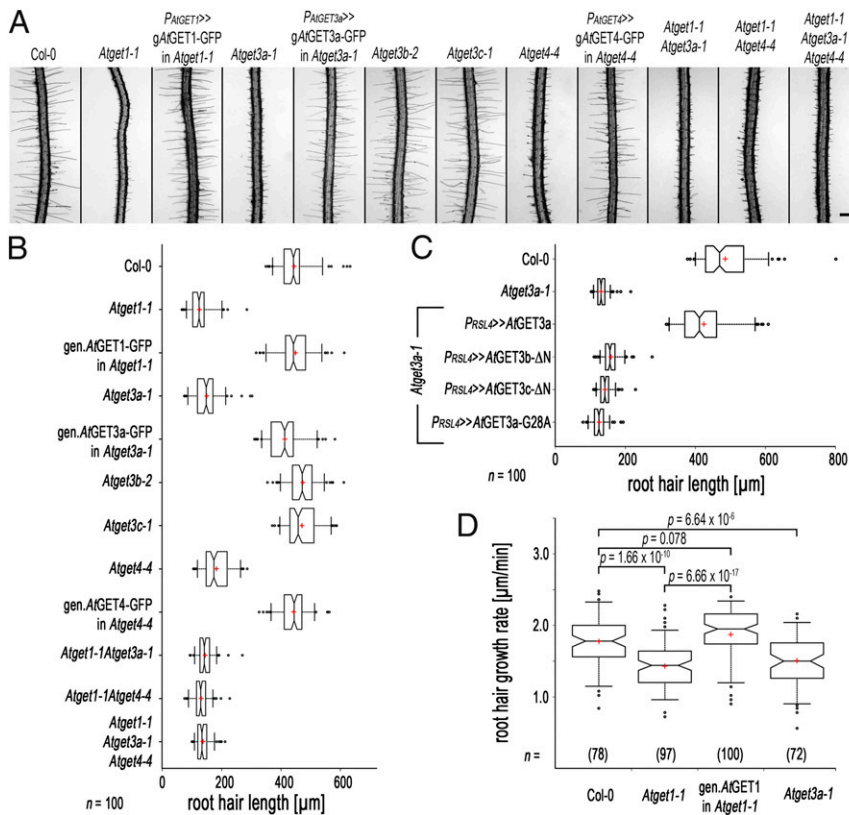 A
Col-0
Atget1-1
PAtGET1>>
gAtGET1-GFP
in Atget1-1
Atget3a-1
PAtGET3a>>
gAtGET3a-GFP
in Atget3a-1
Atget3b-2
Atget3c-1
Atget4-4
PAtGET4>>
gAtGET4-GFP
in Atget4-4
Atget1-1
Atget3a-1
Atget1-1
Atget4-4
Atget1-1
Atget3a-1
Atget4-4
B
Col-0
Atget1-1
gen.AtGET1-GFP
in Atget1-1
Atget3a-1
gen.AtGET3a-GFP
in Atget3a-1
Atget3b-2
Atget3c-1
Atget4-4
gen.AtGET4-GFP
in Atget4-4
Atget1-1Atget3a-1
Atget1-1Atget4-4
Atget1-1
Atget3a-1
Atget4-4
0 200 400 600
n = 100
root hair length [µm]
C
Col-0
Atget3a-1
Atget3a-1
PRSL4>>AtGET3a
PRSL4>>AtGET3b-ΔN
PRSL4>>AtGET3c-ΔN
PRSL4>>AtGET3a-G28A
0 200 400 600 800
n = 100
root hair length [µm]
D
root hair growth rate [µm/min]
3.0
2.0
1.0
p = 6.64 x 10-6
p = 0.078
p = 1.66 x 10-10
p = 6.66 x 10-17
n = (78) (97) (100) (72)
Col-0
Atget1-1
gen.AtGET1
in Atget1-1
Atget3a-1